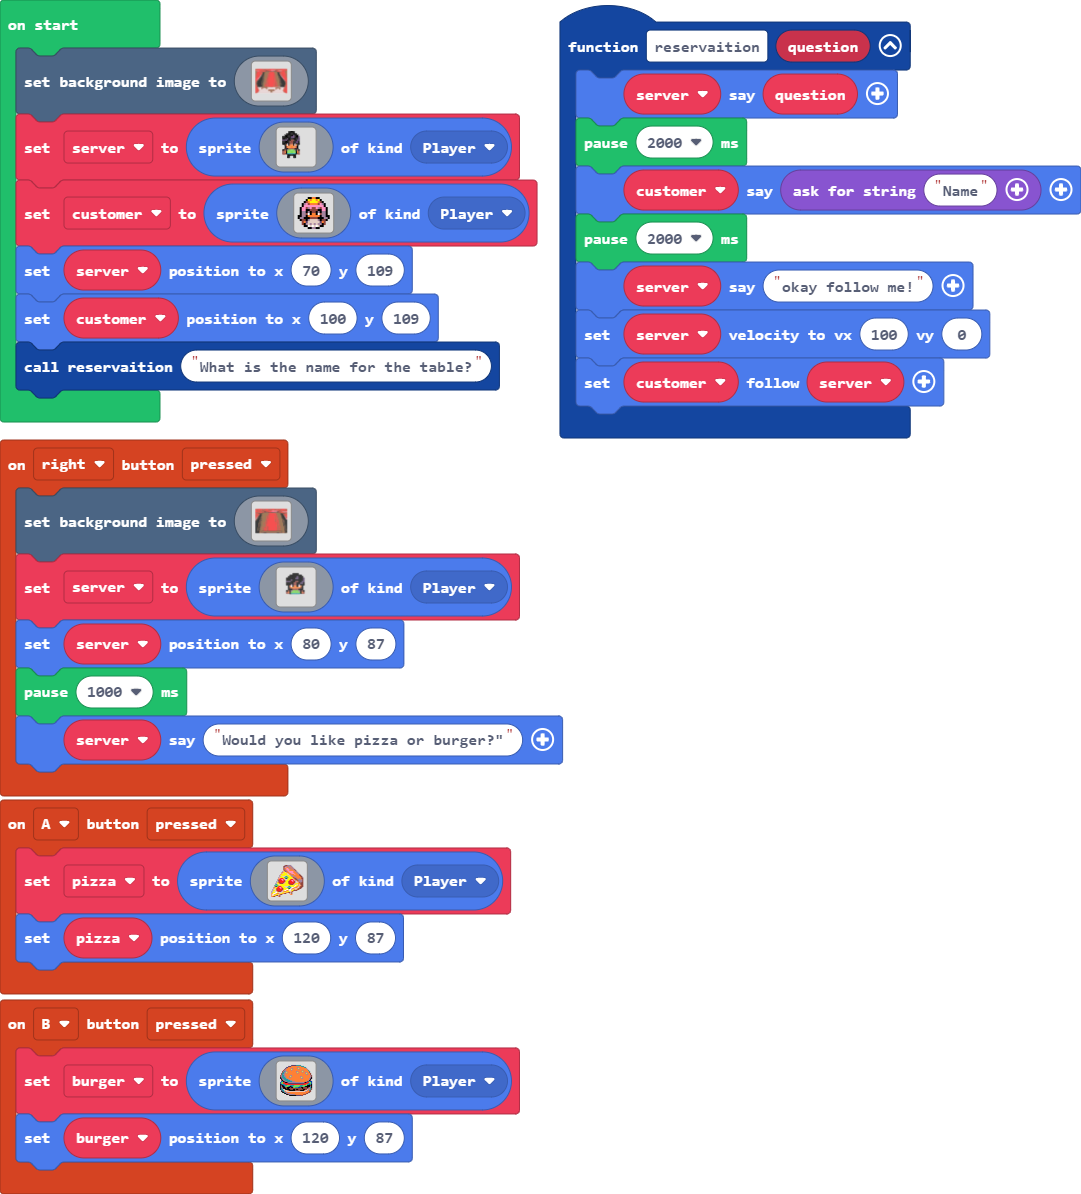 on start
set background image to
set server to sprite of kind Player
set customer to sprite of kind Player
set server position to x 70 y 109
set customer position to x 100 y 109
call reservaition "What is the name for the table?"
function reservaition question
server say question
pause 2000 ms
customer say ask for string "Name"
pause 2000 ms
server say "okay follow me!"
set server velocity to vx 100 vy 0
set customer follow server
on right button pressed
set background image to
set server to sprite of kind Player
set server position to x 80 y 87
pause 1000 ms
server say "Would you like pizza or burger?""
on A button pressed
set pizza to sprite of kind Player
set pizza position to x 120 y 87
on B button pressed
set burger to sprite of kind Player
set burger position to x 120 y 87